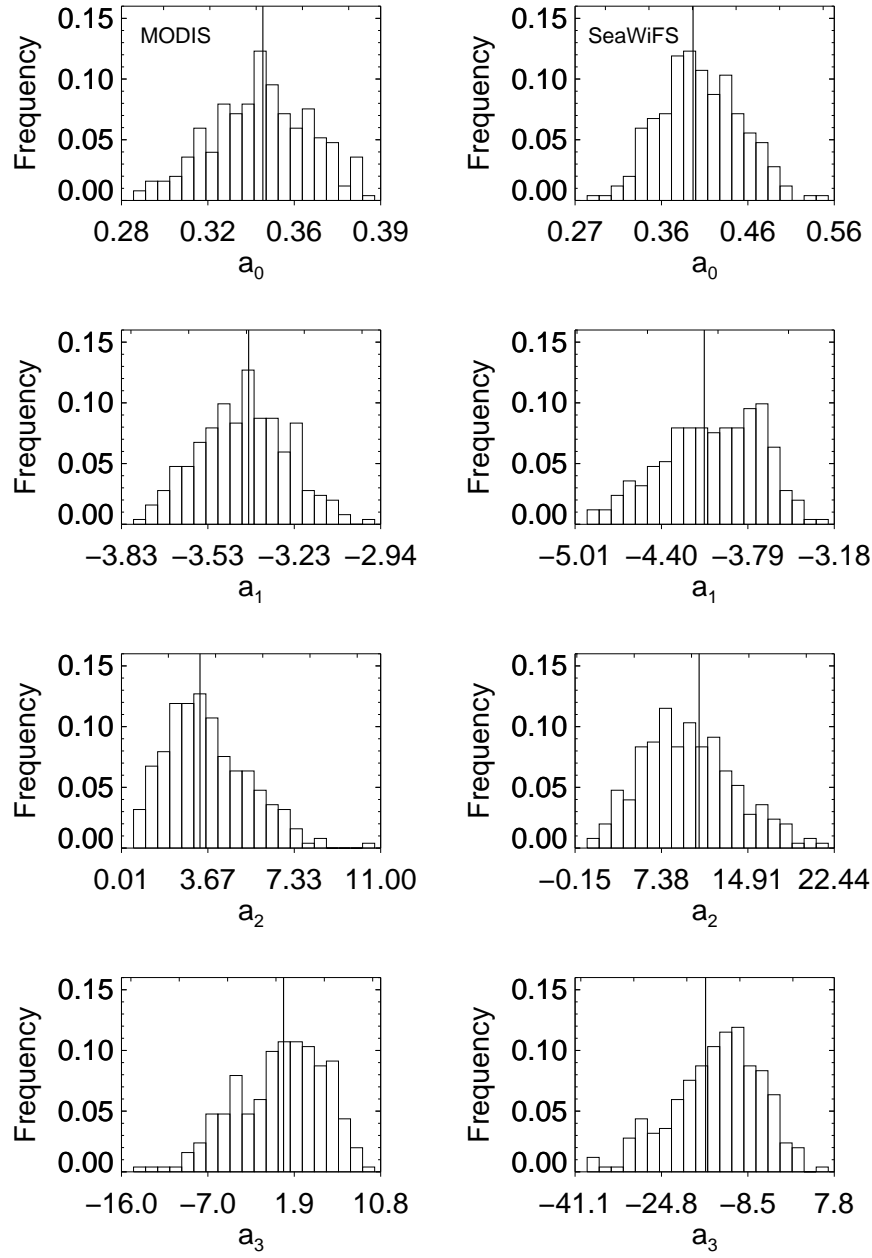 MODIS
0.15
0.10
0.05
0.00
Frequency
0.28 0.32 0.36 0.39
a₀
SeaWiFS
0.15
0.10
0.05
0.00
Frequency
0.27 0.36 0.46 0.56
a₀
0.15
0.10
0.05
0.00
Frequency
−3.83 −3.53 −3.23 −2.94
a₁
0.15
0.10
0.05
0.00
Frequency
−5.01 −4.40 −3.79 −3.18
a₁
0.15
0.10
0.05
0.00
Frequency
0.01 3.67 7.33 11.00
a₂
0.15
0.10
0.05
0.00
Frequency
−0.15 7.38 14.91 22.44
a₂
0.15
0.10
0.05
0.00
Frequency
−16.0 −7.0 1.9 10.8
a₃
0.15
0.10
0.05
0.00
Frequency
−41.1 −24.8 −8.5 7.8
a₃